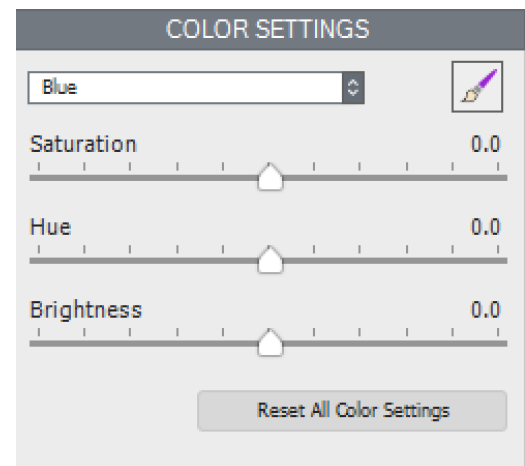 COLOR SETTINGS
Blue
Saturation 0.0
Hue 0.0
Brightness 0.0
Reset All Color Settings